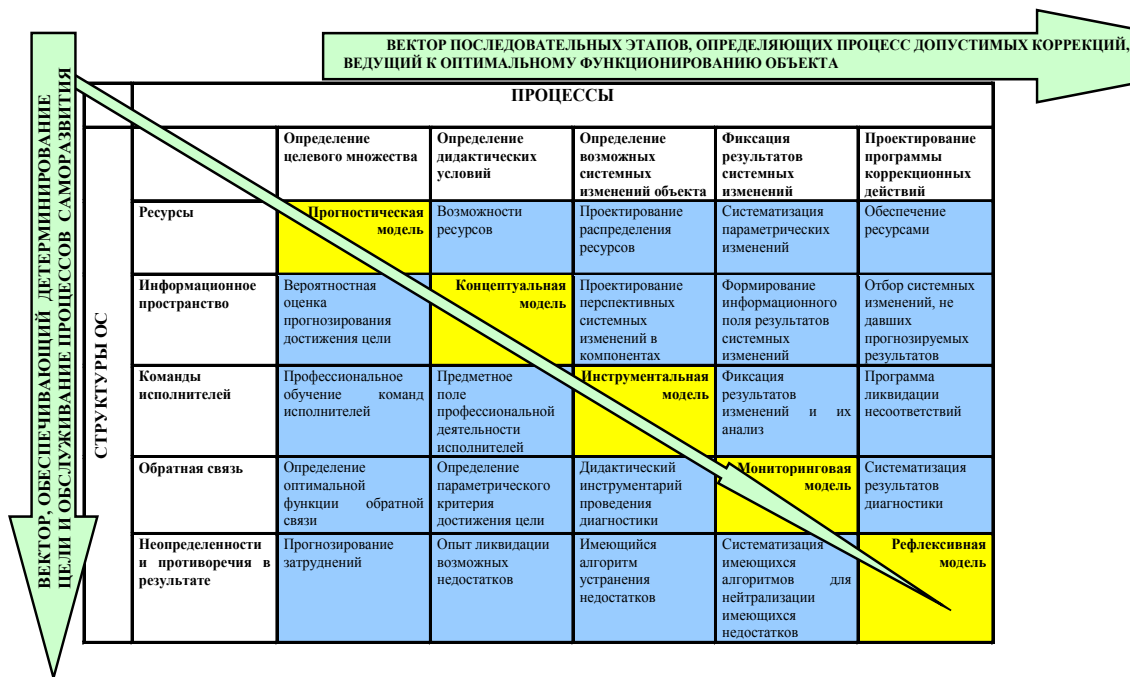 ВЕКТОР, ОБЕСПЕЧИВАЮЩИЙ ДЕТЕРМИНИРОВАНИЕ
ЦЕЛИ И ОБСЛУЖИВАНИЕ ПРОЦЕССОВ САМОРАЗВИТИЯ
ВЕКТОР ПОСЛЕДОВАТЕЛЬНЫХ ЭТАПОВ, ОПРЕДЕЛЯЮЩИХ ПРОЦЕСС ДОПУСТИМЫХ КОРРЕКЦИЙ,
ВЕДУЩИЙ К ОПТИМАЛЬНОМУ ФУНКЦИОНИРОВАНИЮ ОБЪЕКТА
ПРОЦЕССЫ
СТРУКТУРЫ ОС
Определение
целевого множества
Определение
дидактических
условий
Определение
возможных
системных
изменений объекта
Фиксация
результатов
системных
изменений
Проектирование
программы
коррекционных
действий
Ресурсы
Прогностическая
модель
Возможности
ресурсов
Проектирование
распределения
ресурсов
Систематизация
параметрических
изменений
Обеспечение
ресурсами
Информационное
пространство
Вероятностная
оценка
прогнозирования
достижения цели
Концептуальная
модель
Проектирование
перспективных
системных
изменений в
компонентах
Формирование
информационного
поля результатов
системных
изменений
Отбор системных
изменений, не
давших
прогнозируемых
результатов
Команды
исполнителей
Профессиональное
обучение команд
исполнителей
Предметное
поле
профессиональной
деятельности
исполнителей
Инструментальная
модель
Фиксация
результатов
изменений и их
анализ
Программа
ликвидации
несоответствий
Обратная связь
Определение
оптимальной
функции обратной
связи
Определение
параметрического
критерия
достижения цели
Дидактический
инструментарий
проведения
диагностики
Мониторинговая
модель
Систематизация
результатов
диагностики
Неопределенности
и противоречия в
результате
Прогнозирование
затруднений
Опыт ликвидации
возможных
недостатков
Имеющийся
алгоритм
устранения
недостатков
Систематизация
имеющихся
алгоритмов для
нейтрализации
имеющихся
недостатков
Рефлексивная
модель